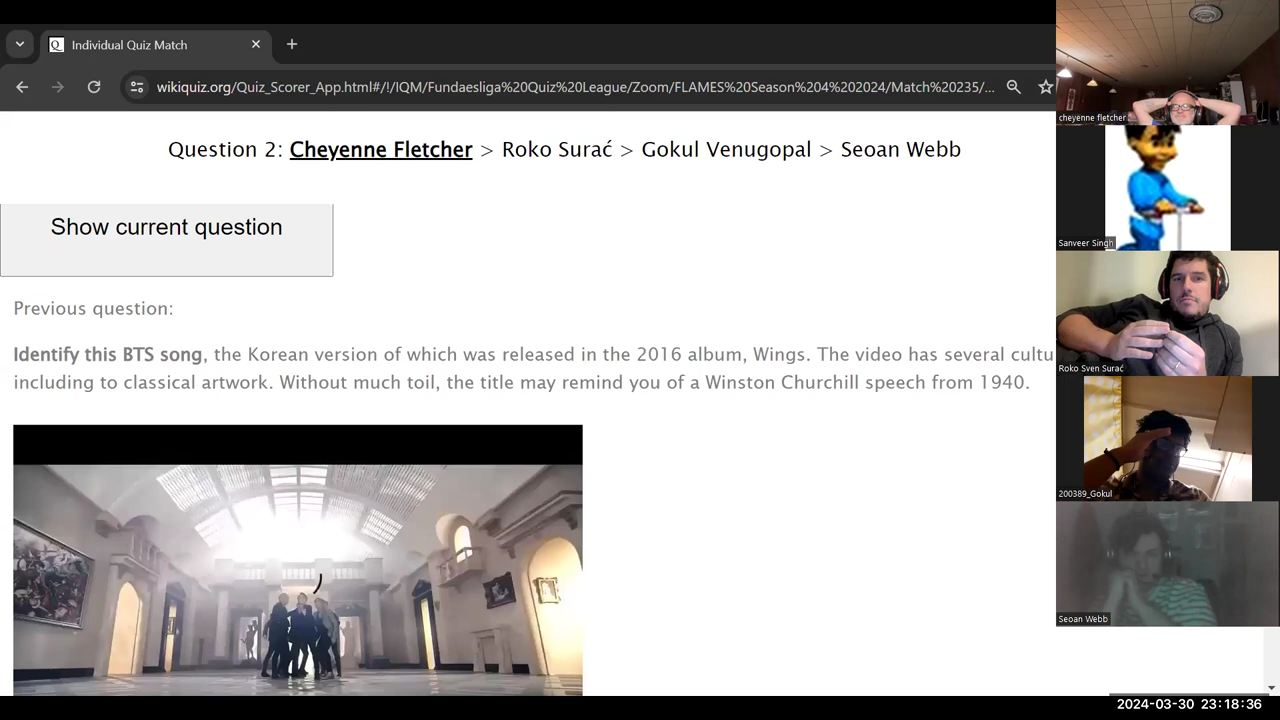 Individual Quiz Match
wikiquiz.org/Quiz_Scorer_App.html#/!/IQM/Fundaesliga%20Quiz%20League/Zoom/FLAMES%20Season%204%202024/Match%20235/...
cheyenne fletcher
Question 2: Cheyenne Fletcher > Roko Surać > Gokul Venugopal > Seoan Webb
Show current question
Sanveer Singh
Previous question:
Identify this BTS song, the Korean version of which was released in the 2016 album, Wings. The video has several cultu
Roko Sven Surać
including to classical artwork. Without much toil, the title may remind you of a Winston Churchill speech from 1940.
200389_Gokul
Seoan Webb
2024-03-30 23:18:36